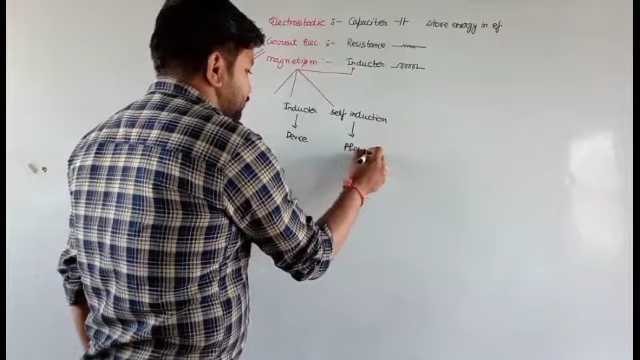 Electrostatic :- Capacitor Store energy in ef
Current Elec. :- Resistance
magnetism :- Inductor
Inductor self induction
Device